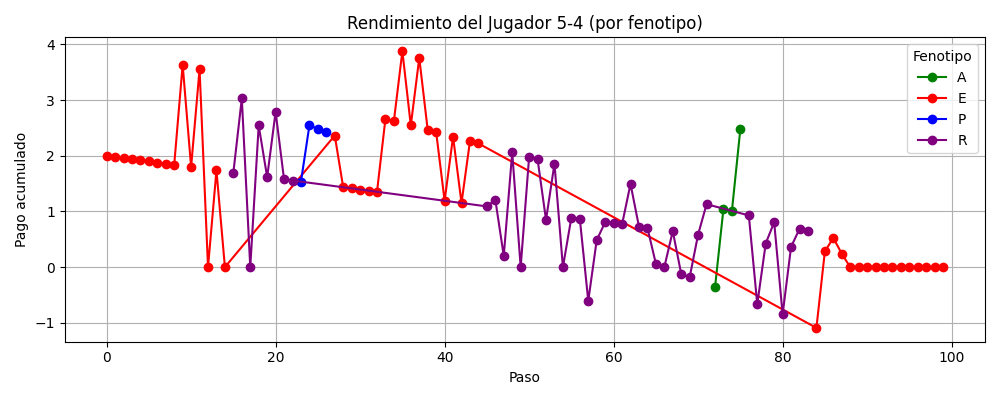 Rendimiento del Jugador 5-4 (por fenotipo)
Pago acumulado
4
3
2
1
0
−1
Fenotipo
A
E
P
R
0 20 40 60 80 100
Paso